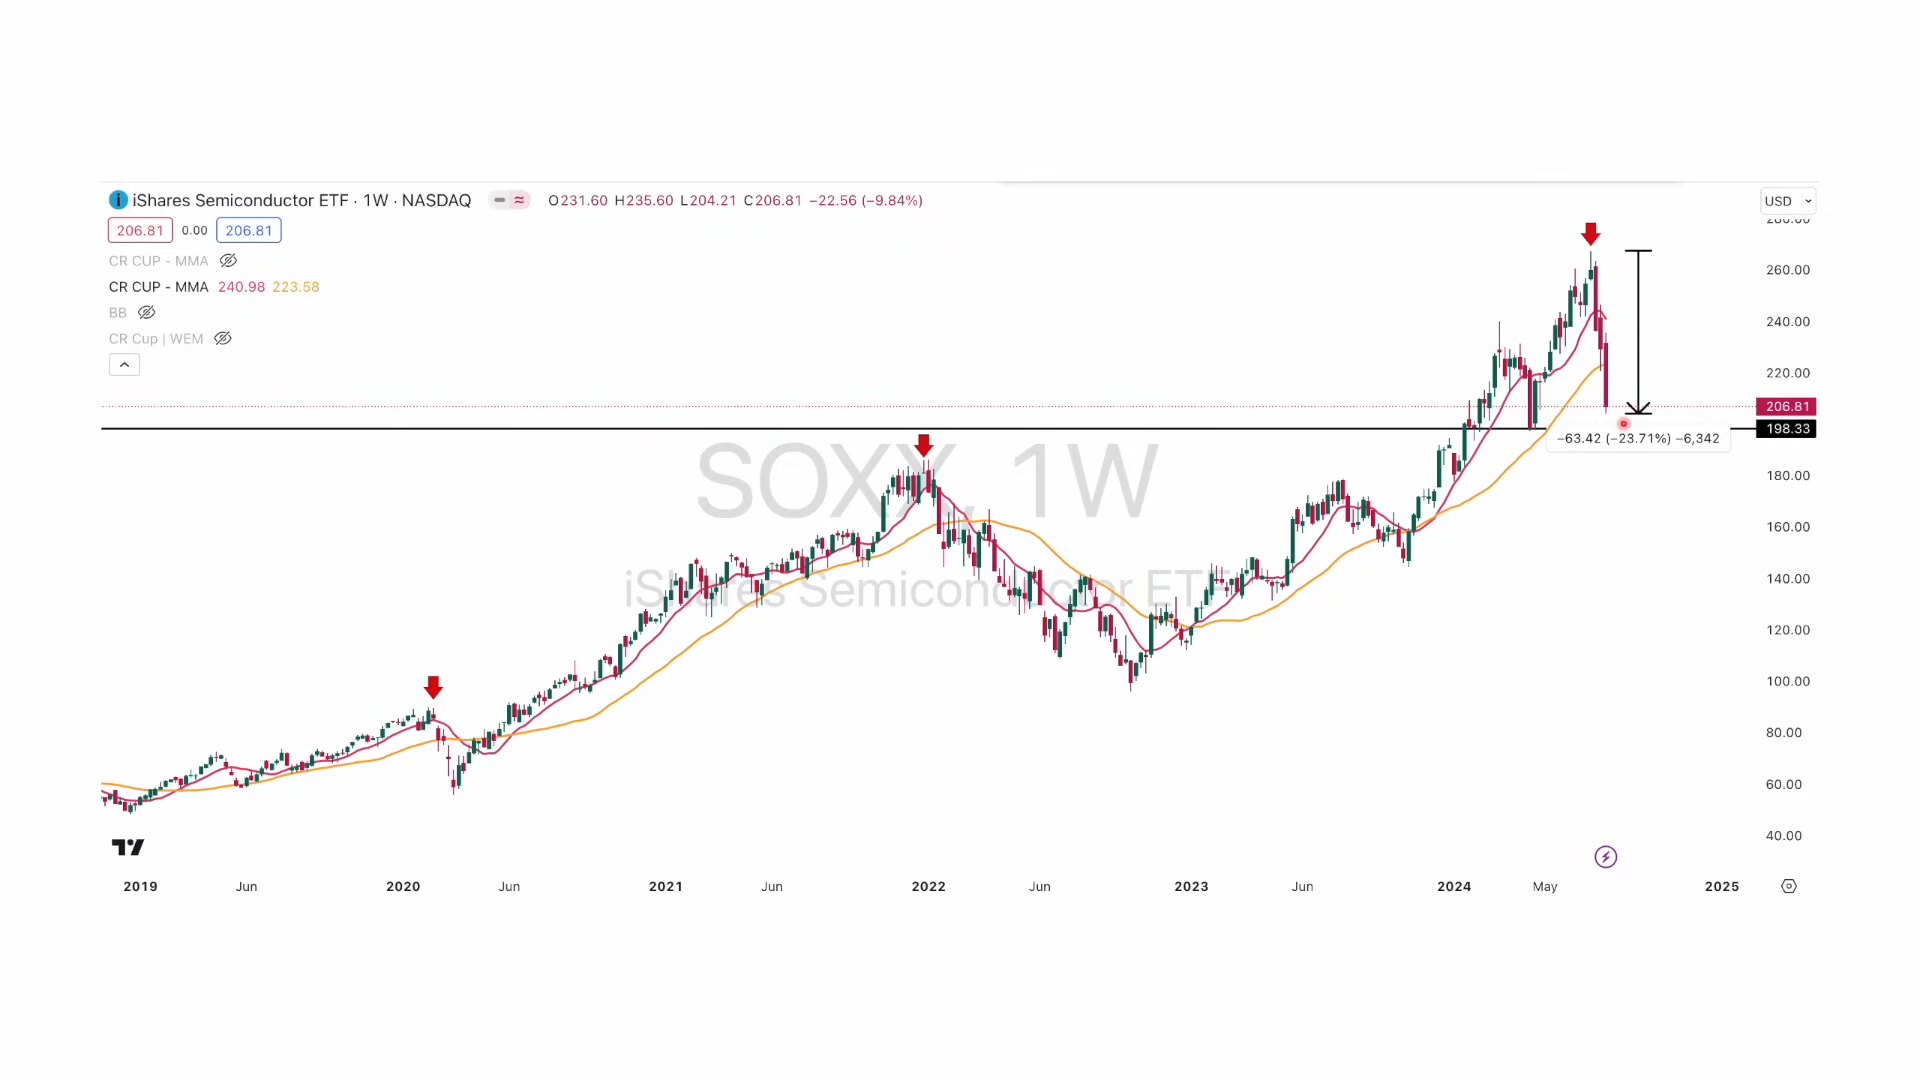 iShares Semiconductor ETF · 1W · NASDAQ O231.60 H235.60 L204.21 C206.81 −22.56 (−9.84%)
USD
206.81 0.00 206.81
280.00
CR CUP - MMA
260.00
CR CUP - MMA 240.98 223.58
BB
240.00
CR Cup | WEM
220.00
206.81
198.33
−63.42 (−23.71%) −6,342
SOXX, 1W
180.00
160.00
140.00
iShares Semiconductor ETF
120.00
100.00
80.00
60.00
40.00
2019 Jun 2020 Jun 2021 Jun 2022 Jun 2023 Jun 2024 May 2025